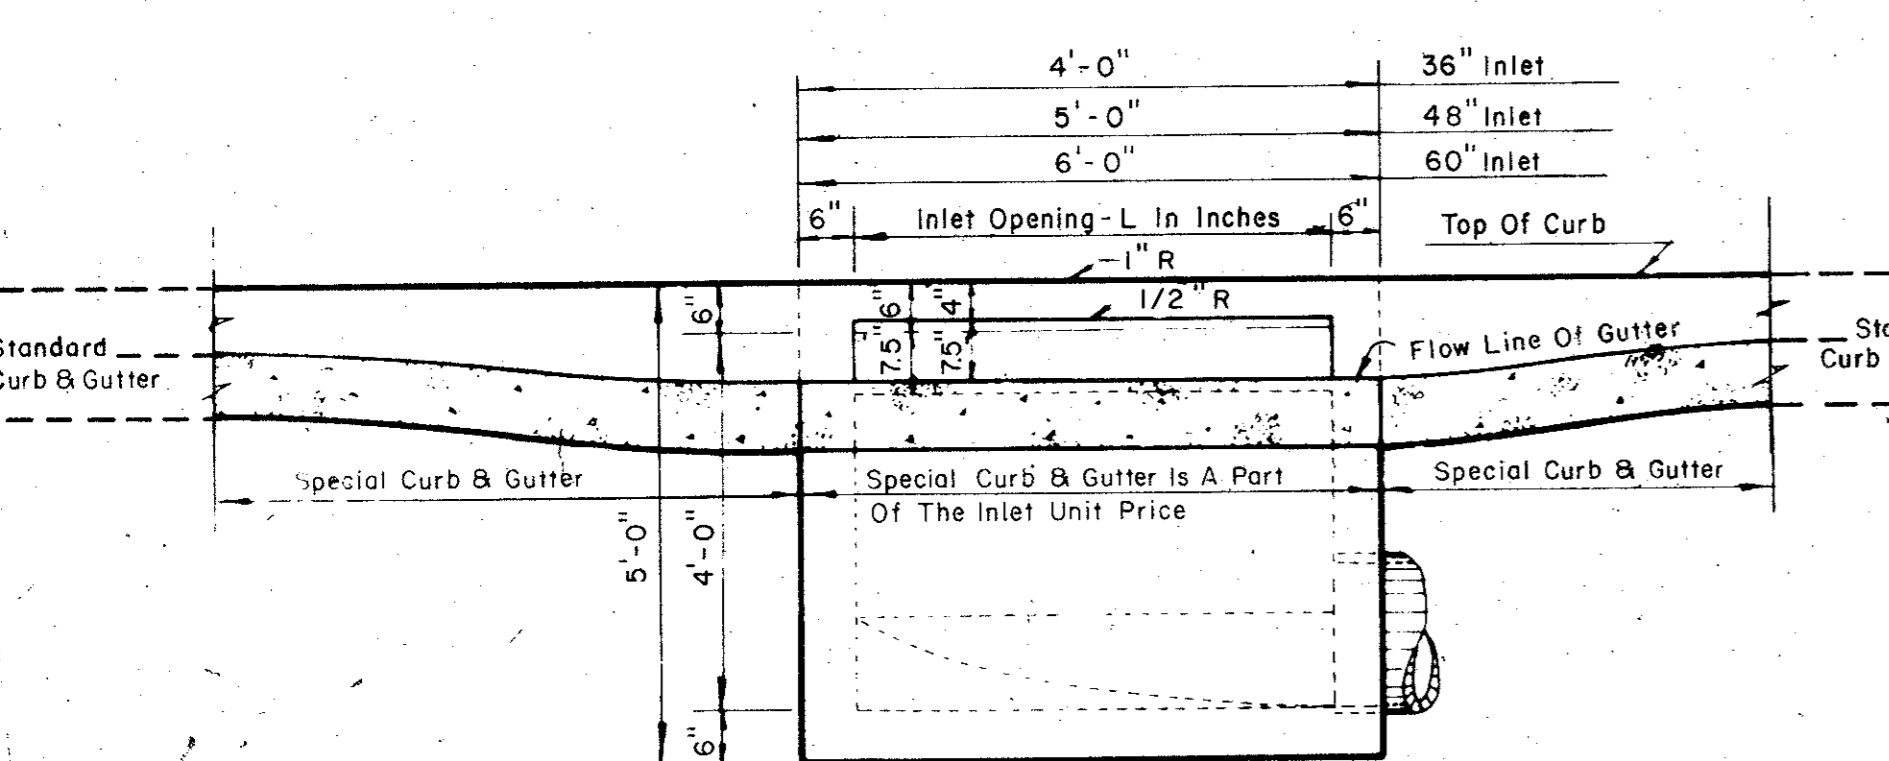 4'-0" 36" Inlet
5'-0" 48" Inlet
6'-0" 60" Inlet
6" Inlet Opening - L In Inches 6" Top Of Curb
1" R
6" 6" 4" 1/2" R
7.5" 7.5"
Standard
Curb & Gutter
Flow Line Of Gutter
Curb
Special Curb & Gutter
Special Curb & Gutter Is A Part
Of The Inlet Unit Price
Special Curb & Gutter
5'-0" 4'-0"
6"